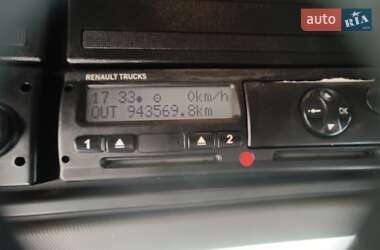 auto RIA
RENAULT TRUCKS
17 33 0km/h
OUT 943569.8km
1 2 OK